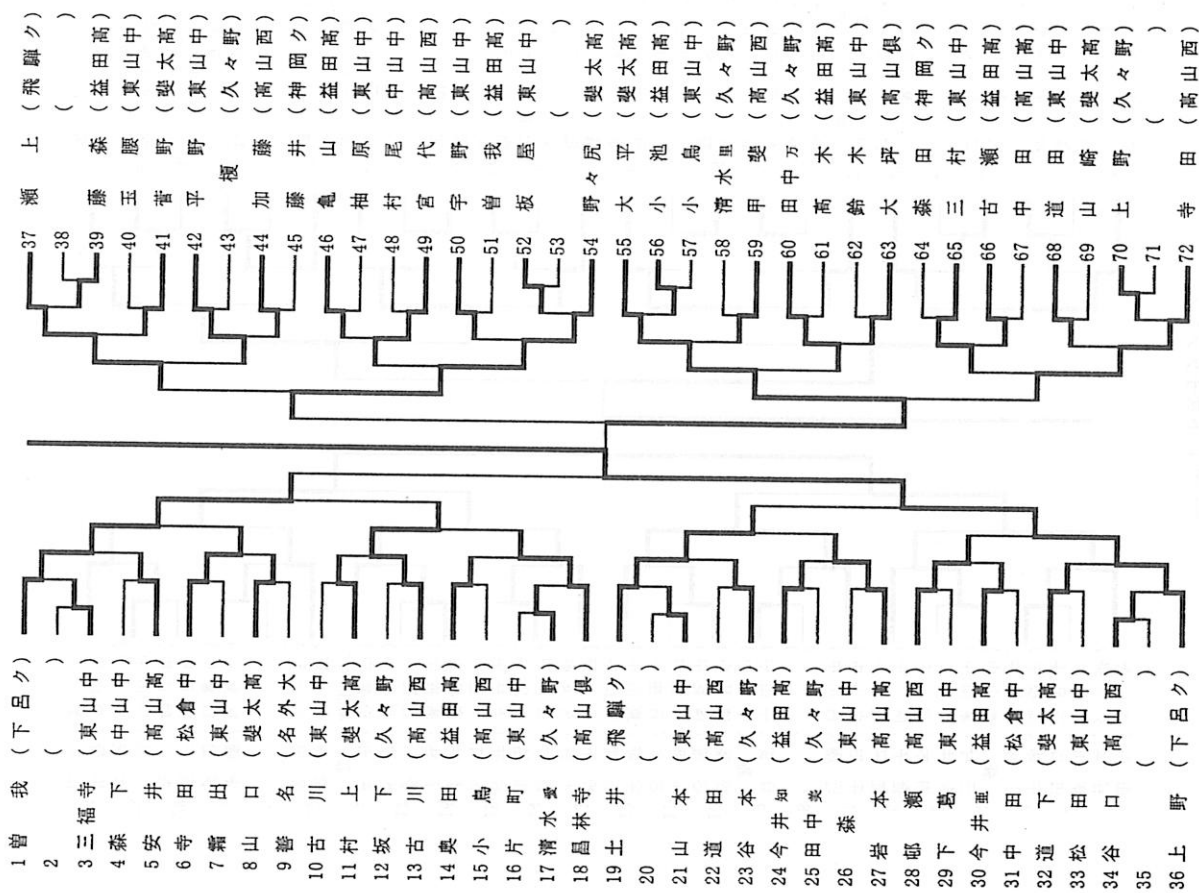 1 曽我 (下呂ク)
2 ( )
3 三福寺 (東山中)
4 森下 (中山中)
5 安井 (高山高)
6 寺田 (松倉中)
7 霜出 (東山中)
8 山口 (斐太高)
9 善名 (名外大)
10 古川 (東山中)
11 村上 (斐太高)
12 坂下 (久々野)
13 古川 (高山西)
14 奥田 (益田高)
15 小鳥 (高山西)
16 片町 (東山中)
17 清水愛 (久々野)
18 昌林寺 (高山倶)
19 土井 (飛騨ク)
20 ( )
21 山本 (東山中)
22 道田 (高山西)
23 谷本 (久々野)
24 今井知 (益田高)
25 田中英 (久々野)
26 森 (東山中)
27 岩本 (高山高)
28 邸瀬 (高山西)
29 下葛 (東山中)
30 今井亜 (益田高)
31 中田 (松倉中)
32 道下 (斐太高)
33 松田 (東山中)
34 谷口 (高山西)
35 ( )
36 上野 (下呂ク)
37 瀬上 (飛騨ク)
38 ( )
39 藤森 (益田高)
40 玉腰 (東山中)
41 菅野 (斐太高)
42 平野 (東山中)
43 榎 (久々野)
44 加藤 (高山西)
45 藤井 (神岡ク)
46 亀山 (益田高)
47 柚原 (東山中)
48 村尾 (中山中)
49 宮代 (高山西)
50 宇野 (東山中)
51 曽我 (益田高)
52 板屋 (東山中)
53 ( )
54 野々尻 (斐太高)
55 大平 (斐太高)
56 小池 (益田高)
57 小鳥 (東山中)
58 清水里 (久々野)
59 甲斐 (高山西)
60 田中万 (久々野)
61 高木 (益田高)
62 鈴木 (東山中)
63 大坪 (高山倶)
64 森田 (神岡ク)
65 三村 (東山中)
66 古瀬 (益田高)
67 中田 (高山高)
68 道田 (東山中)
69 山崎 (斐太高)
70 上野 (久々野)
71 ( )
72 寺田 (高山西)